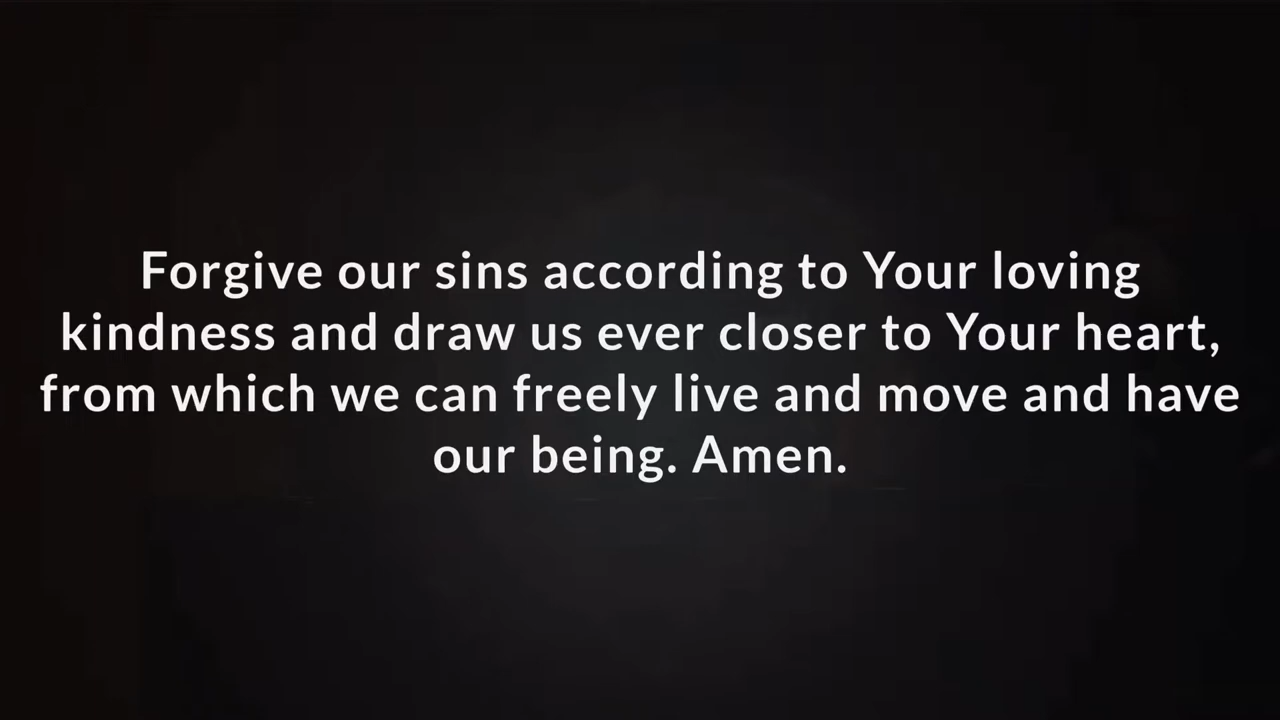 Forgive our sins according to Your loving
kindness and draw us ever closer to Your heart,
from which we can freely live and move and have
our being. Amen.